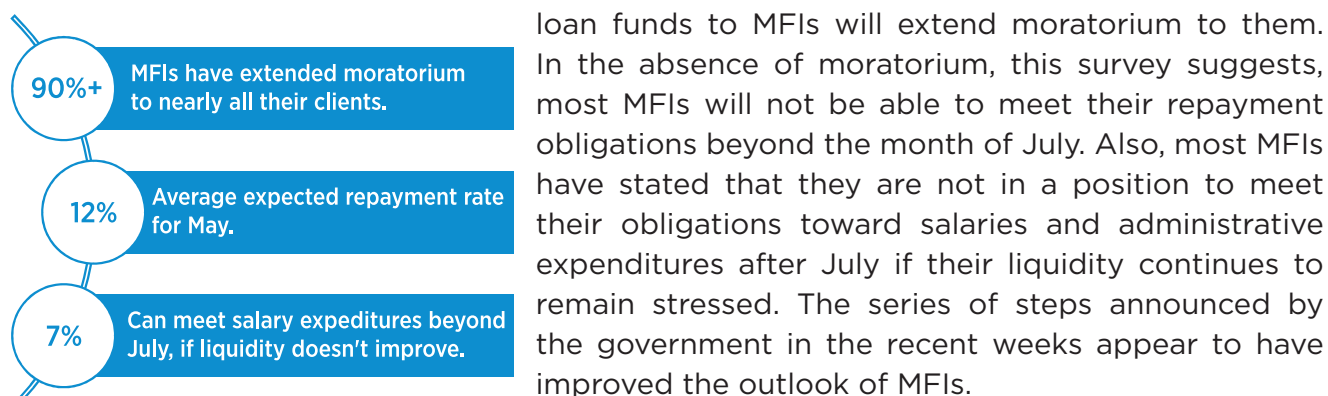 90%+
MFIs have extended moratorium
to nearly all their clients.
12%
Average expected repayment rate
for May.
7%
Can meet salary expeditures beyond
July, if liquidity doesn't improve.
loan funds to MFIs will extend moratorium to them.
In the absence of moratorium, this survey suggests,
most MFIs will not be able to meet their repayment
obligations beyond the month of July. Also, most MFIs
have stated that they are not in a position to meet
their obligations toward salaries and administrative
expenditures after July if their liquidity continues to
remain stressed. The series of steps announced by
the government in the recent weeks appear to have
improved the outlook of MFIs.